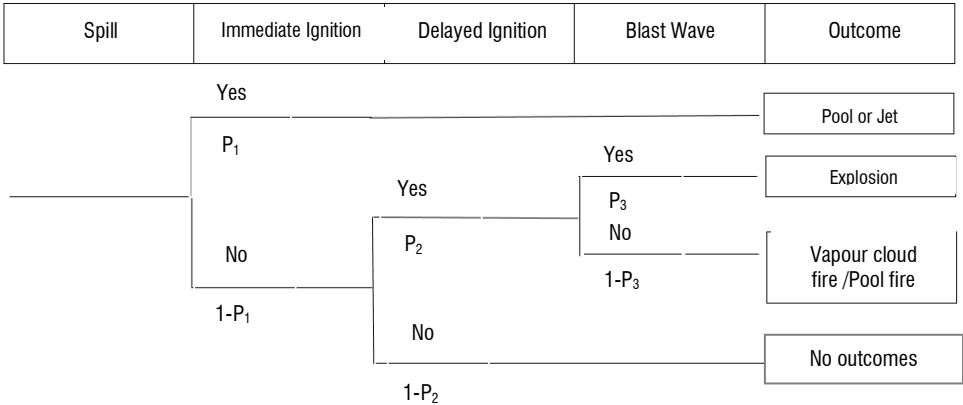 Spill Immediate Ignition Delayed Ignition Blast Wave Outcome
Yes
Pool or Jet
P₁
Yes
Explosion
Yes
P₃
No
P₂
No
Vapour cloud
fire /Pool fire
1-P₃
1-P₁
No
No outcomes
1-P₂